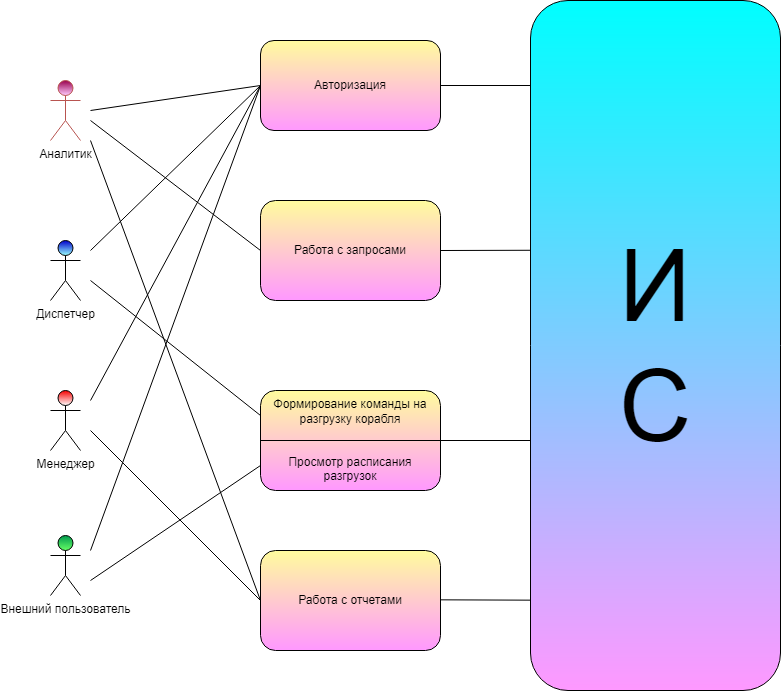 Аналитик
Диспетчер
Менеджер
Внешний пользователь
Авторизация
Работа с запросами
Формирование команды на
разгрузку корабля
Просмотр расписания
разгрузок
Работа с отчетами
И
С